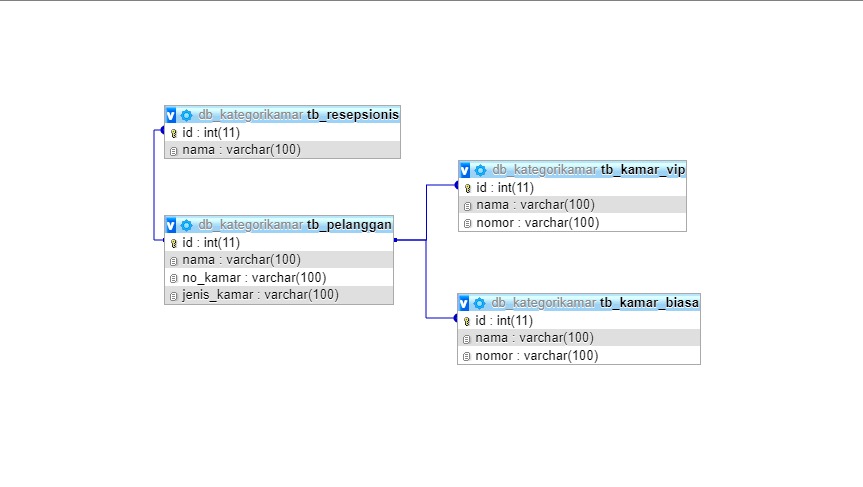 db_kategorikamar tb_resepsionis
id : int(11)
nama : varchar(100)
db_kategorikamar tb_pelanggan
id : int(11)
nama : varchar(100)
no_kamar : varchar(100)
jenis_kamar : varchar(100)
db_kategorikamar tb_kamar_vip
id : int(11)
nama : varchar(100)
nomor : varchar(100)
db_kategorikamar tb_kamar_biasa
id : int(11)
nama : varchar(100)
nomor : varchar(100)